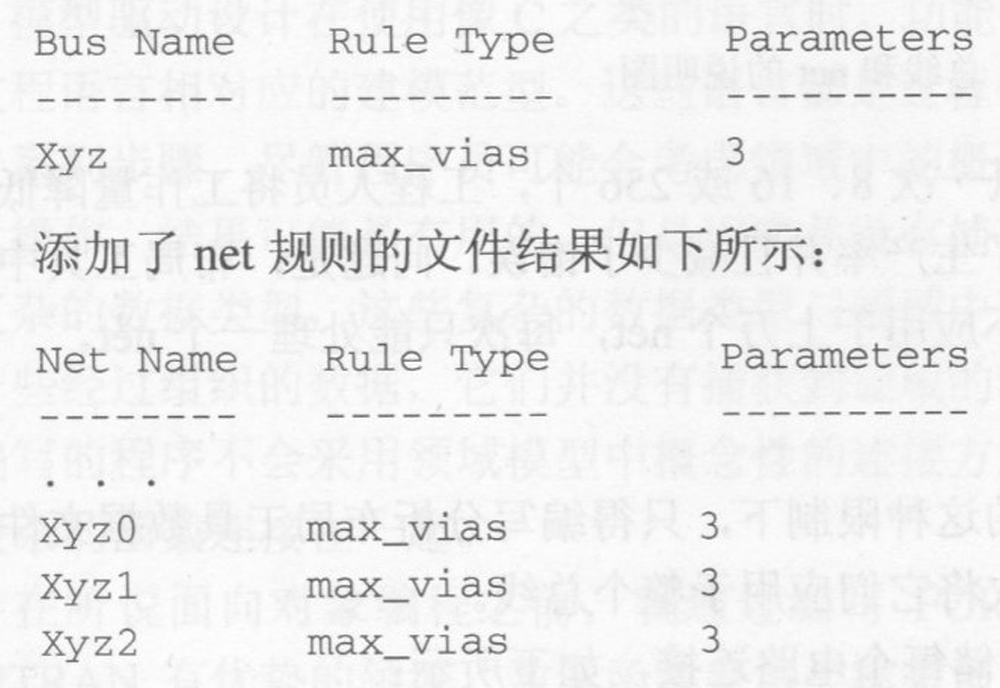 Bus Name Rule Type Parameters
-------- --------- ----------
Xyz max_vias 3
添加了 net 规则的文件结果如下所示：
Net Name Rule Type Parameters
-------- --------- ----------
. . .
Xyz0 max_vias 3
Xyz1 max_vias 3
Xyz2 max_vias 3